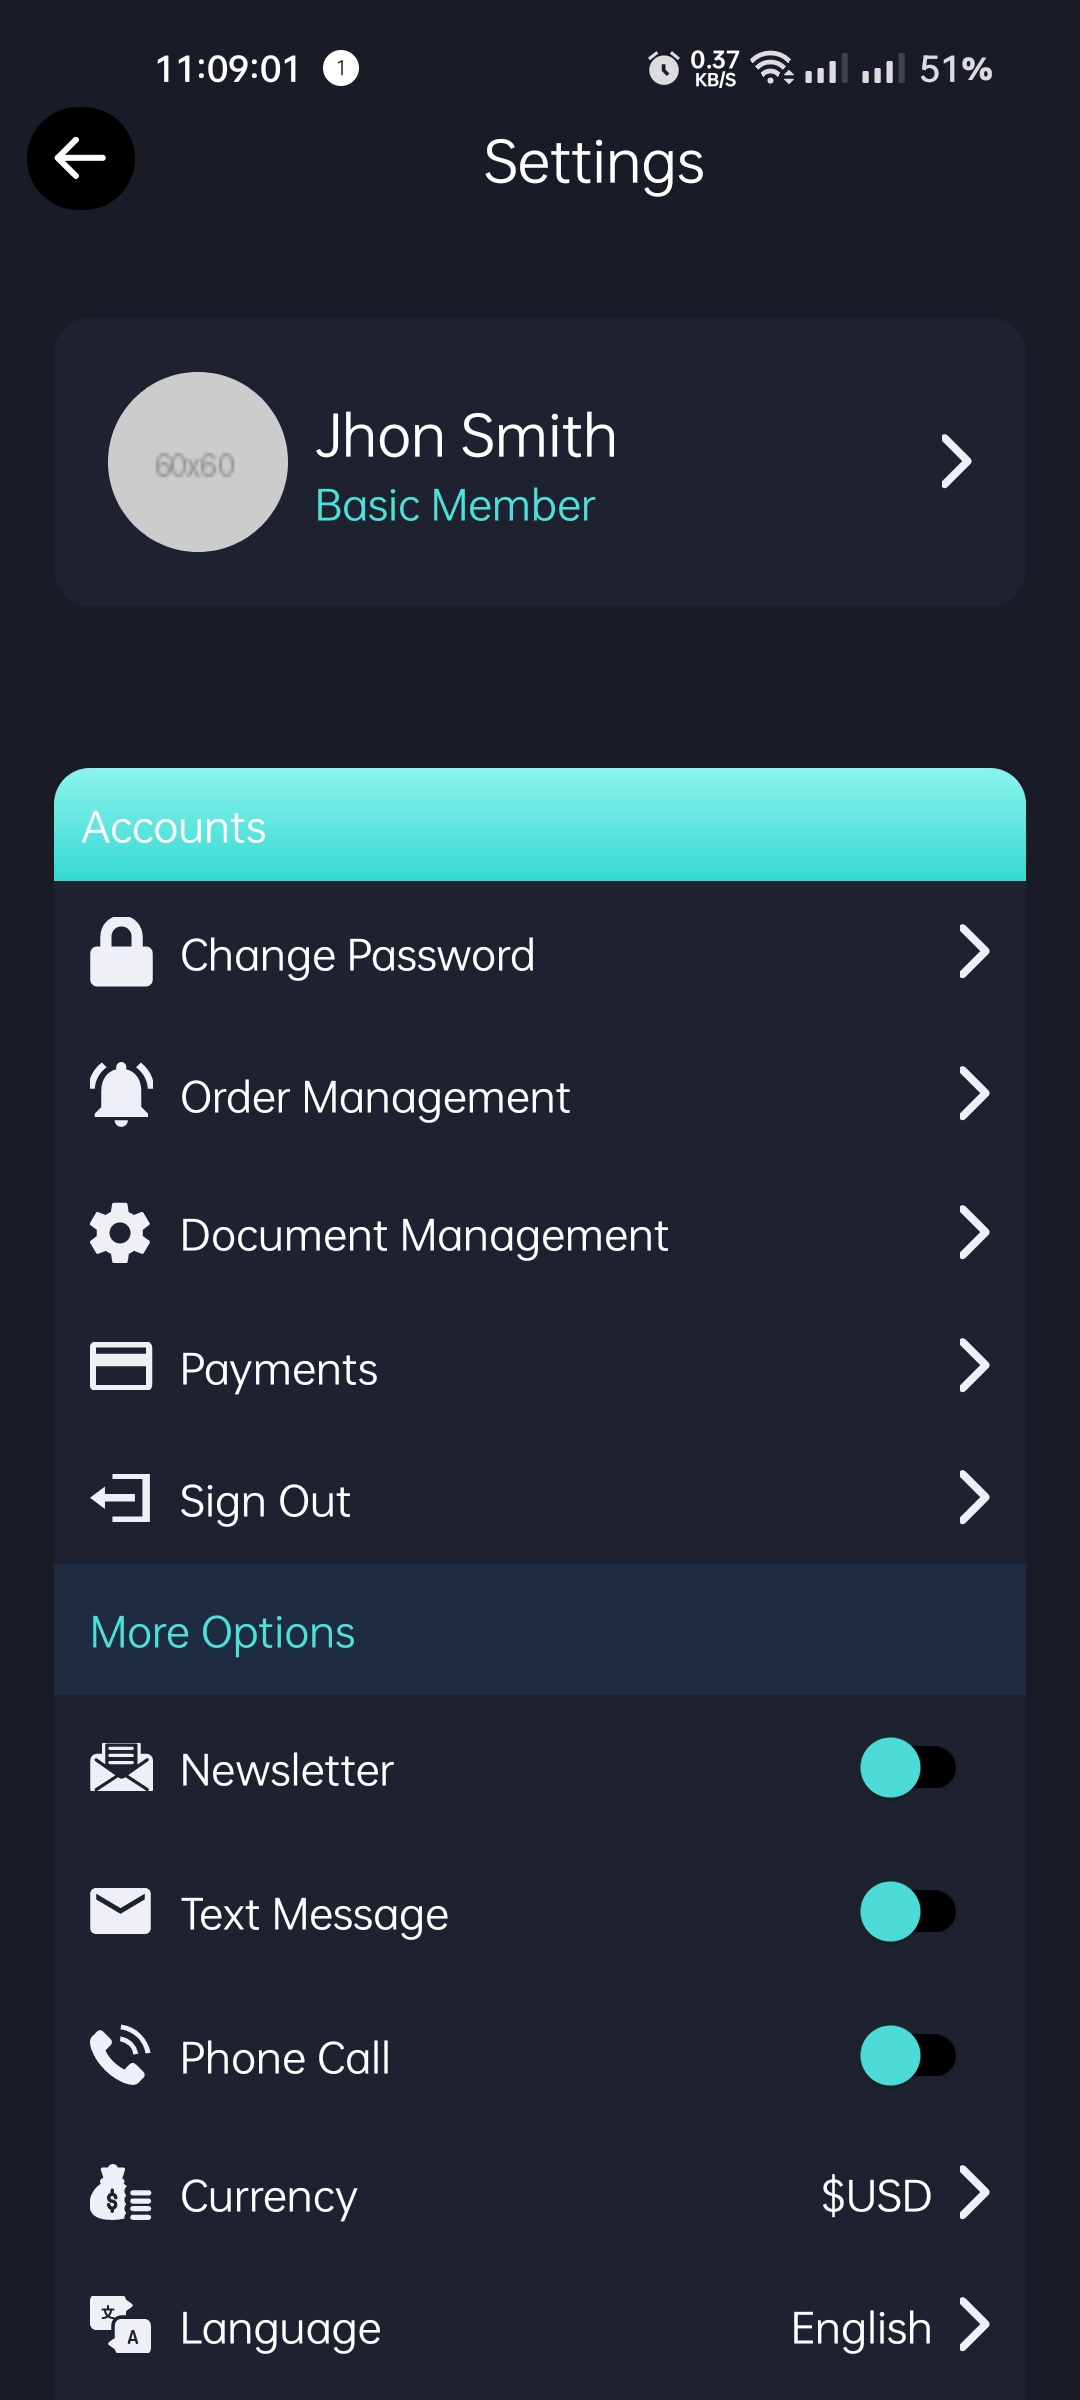 11:09:01 1 0.37 KB/S 51%
Settings
60x60
Jhon Smith
Basic Member
Accounts
Change Password
Order Management
Document Management
Payments
Sign Out
More Options
Newsletter
Text Message
Phone Call
$ Currency $USD
文 A Language English